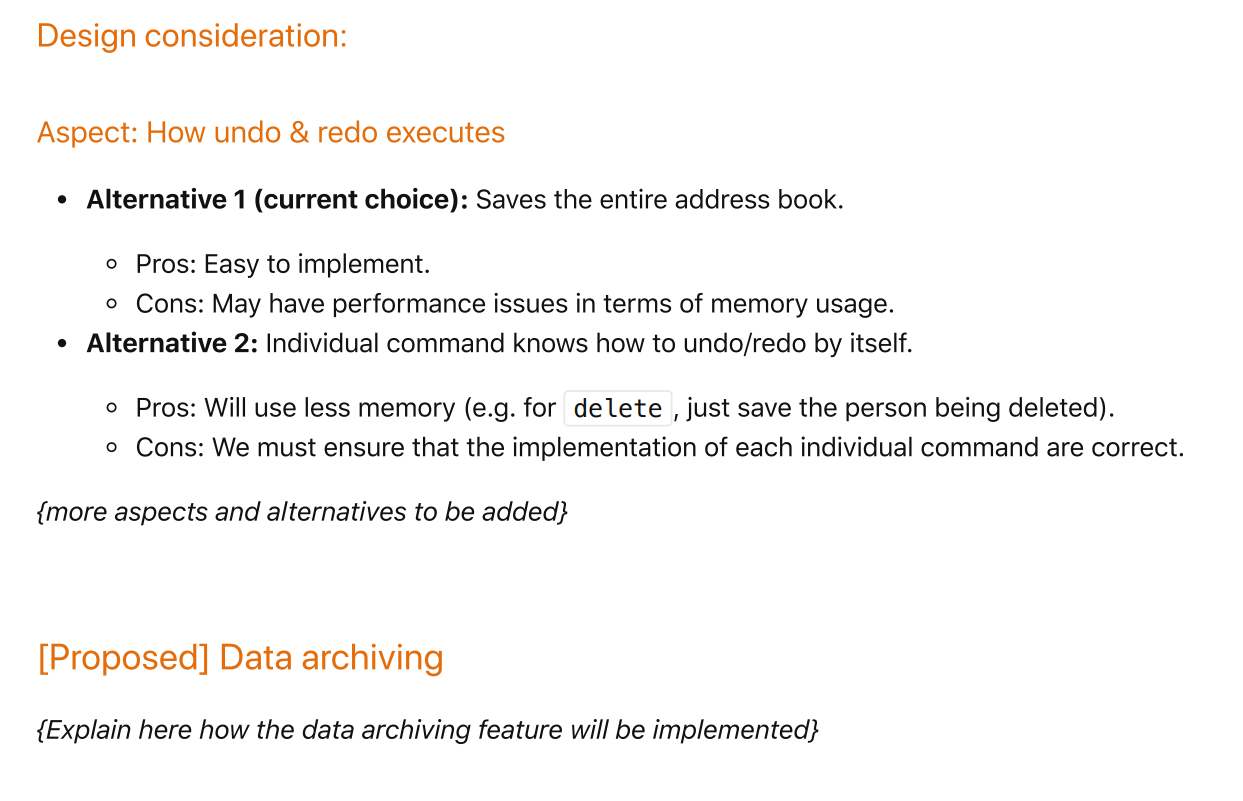 Design consideration:
Aspect: How undo & redo executes
• Alternative 1 (current choice): Saves the entire address book.
◦ Pros: Easy to implement.
◦ Cons: May have performance issues in terms of memory usage.
• Alternative 2: Individual command knows how to undo/redo by itself.
◦ Pros: Will use less memory (e.g. for delete, just save the person being deleted).
◦ Cons: We must ensure that the implementation of each individual command are correct.
{more aspects and alternatives to be added}
[Proposed] Data archiving
{Explain here how the data archiving feature will be implemented}